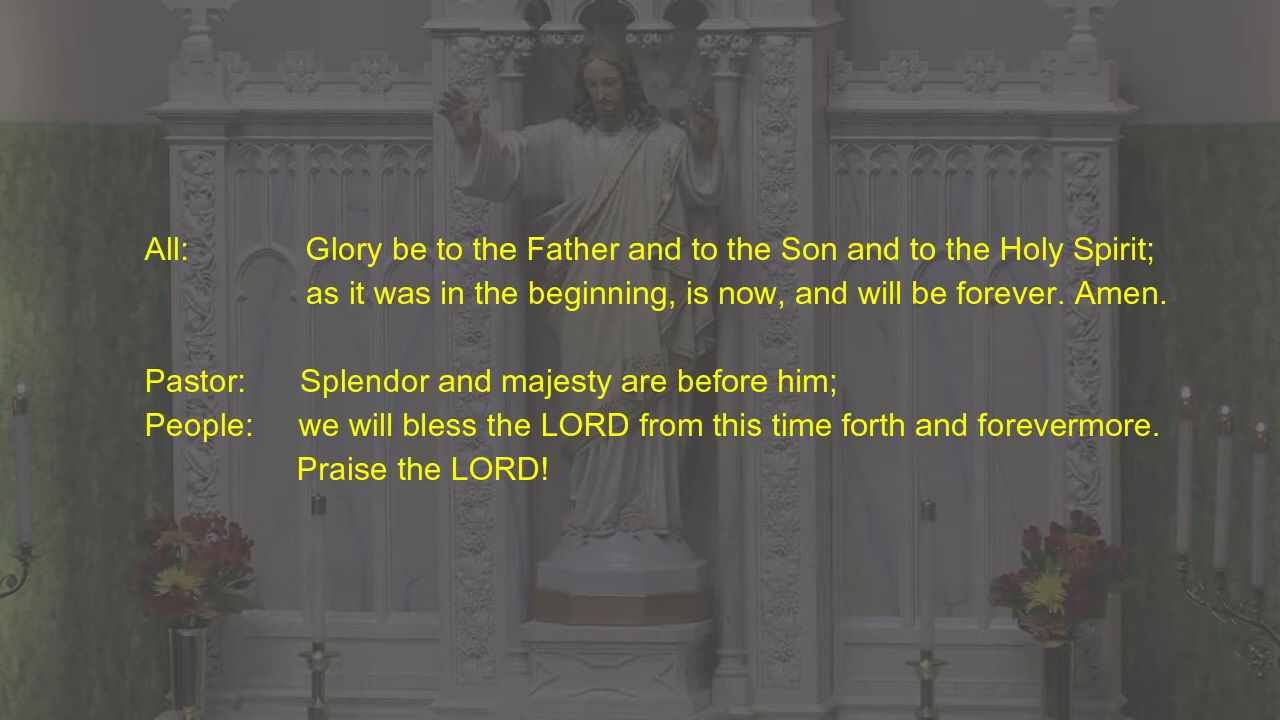 All: Glory be to the Father and to the Son and to the Holy Spirit;
as it was in the beginning, is now, and will be forever. Amen.
Pastor: Splendor and majesty are before him;
People: we will bless the LORD from this time forth and forevermore.
Praise the LORD!